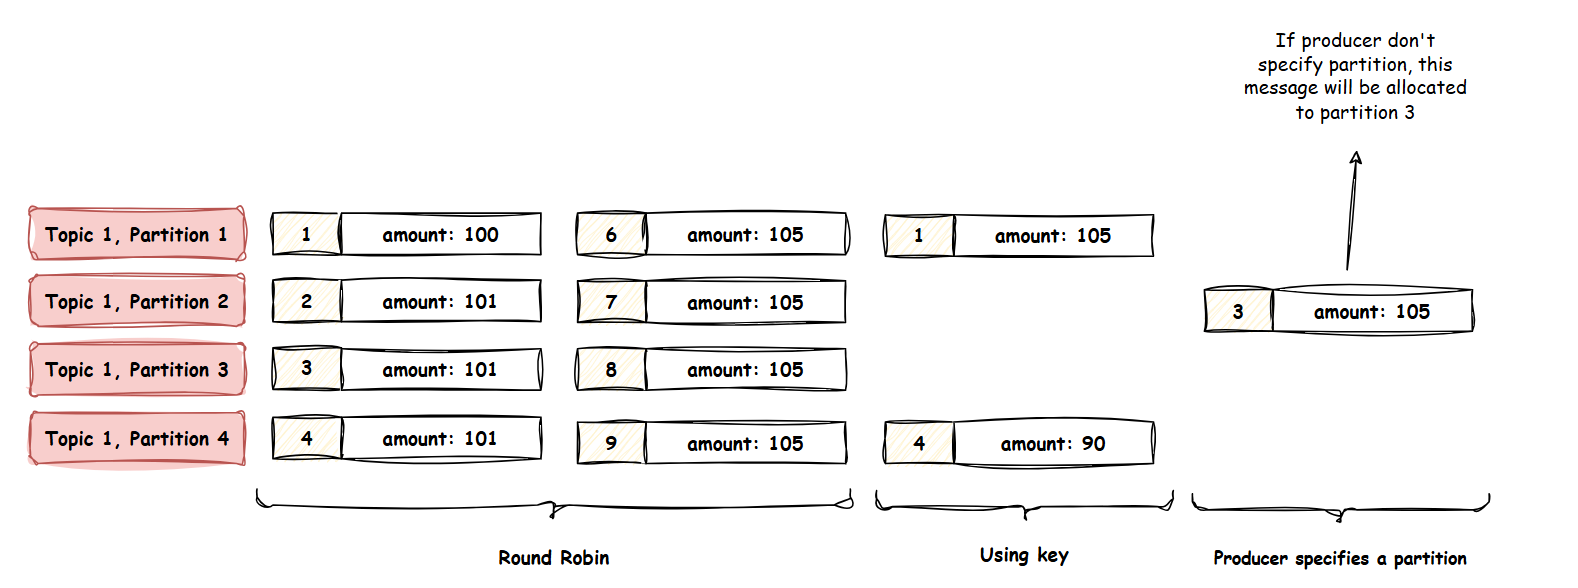 If producer don't
specify partition, this
message will be allocated
to partition 3
Topic 1, Partition 1
1
amount: 100
6
amount: 105
1
amount: 105
Topic 1, Partition 2
2
amount: 101
7
amount: 105
3
amount: 105
Topic 1, Partition 3
3
amount: 101
8
amount: 105
Topic 1, Partition 4
4
amount: 101
9
amount: 105
4
amount: 90
Round Robin
Using key
Producer specifies a partition